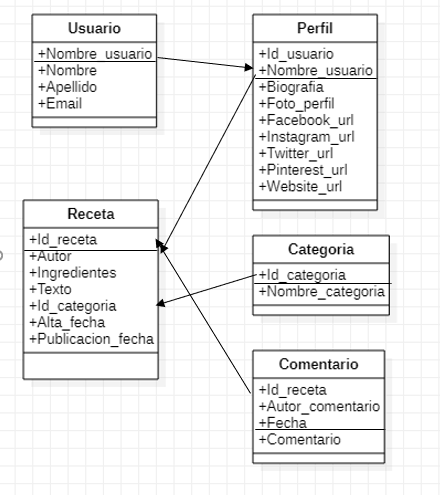 Usuario
+Nombre_usuario
+Nombre
+Apellido
+Email
Perfil
+Id_usuario
+Nombre_usuario
+Biografia
+Foto_perfil
+Facebook_url
+Instagram_url
+Twitter_url
+Pinterest_url
+Website_url
Receta
+Id_receta
+Autor
+Ingredientes
+Texto
+Id_categoria
+Alta_fecha
+Publicacion_fecha
Categoria
+Id_categoria
+Nombre_categoria
Comentario
+Id_receta
+Autor_comentario
+Fecha
+Comentario